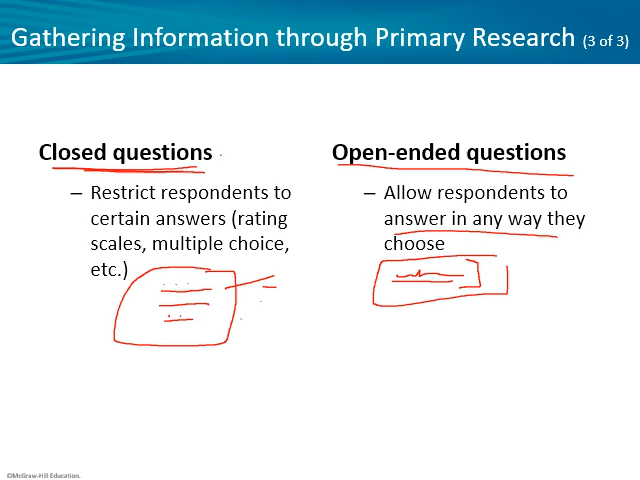 Gathering Information through Primary Research (3 of 3)
Closed questions
– Restrict respondents to
certain answers (rating
scales, multiple choice,
etc.)
Open-ended questions
– Allow respondents to
answer in any way they
choose
©McGraw-Hill Education.